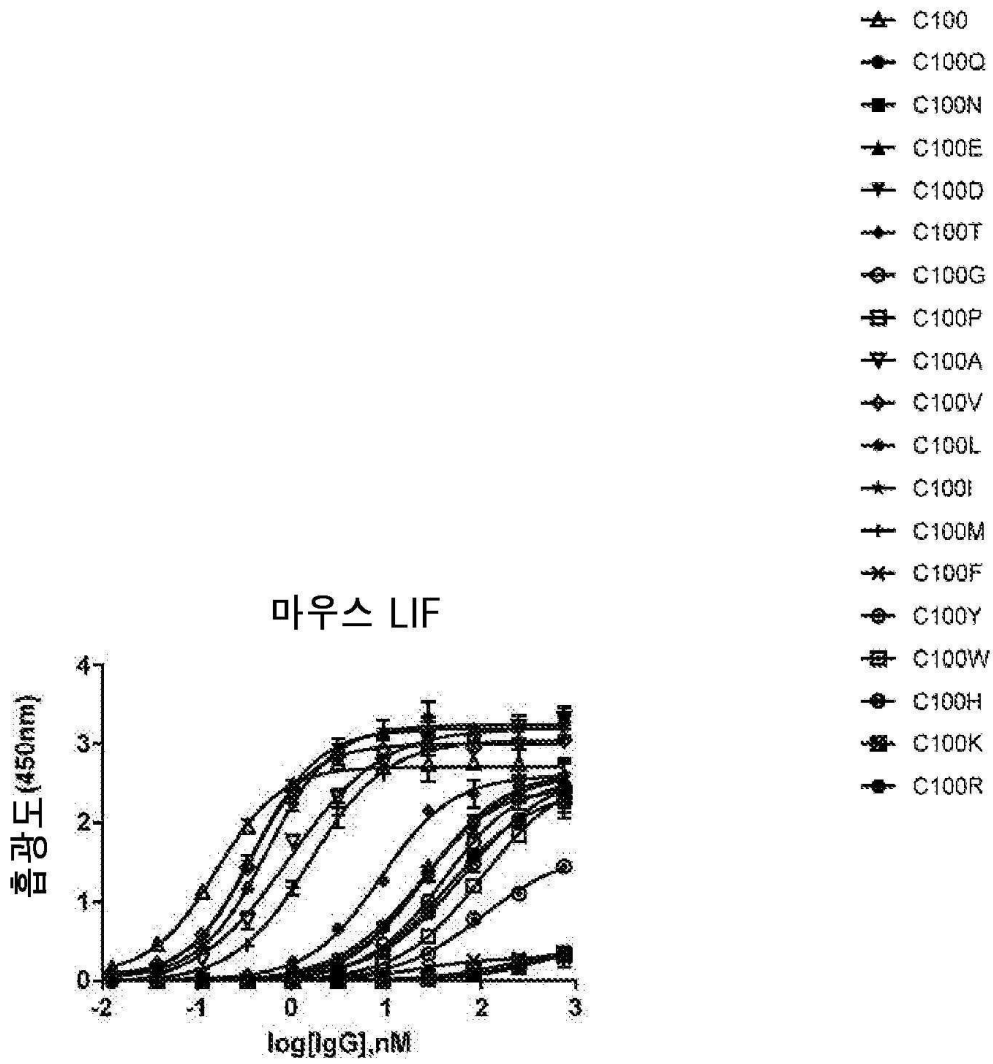 C100
C100Q
C100N
C100E
C100D
C100T
C100G
C100P
C100A
C100V
C100L
C100I
C100M
C100F
C100Y
C100W
C100H
C100K
C100R
마우스 LIF
흡광도(450nm)
4
3
2
1
0
-2 -1 0 1 2 3
log[IgG],nM